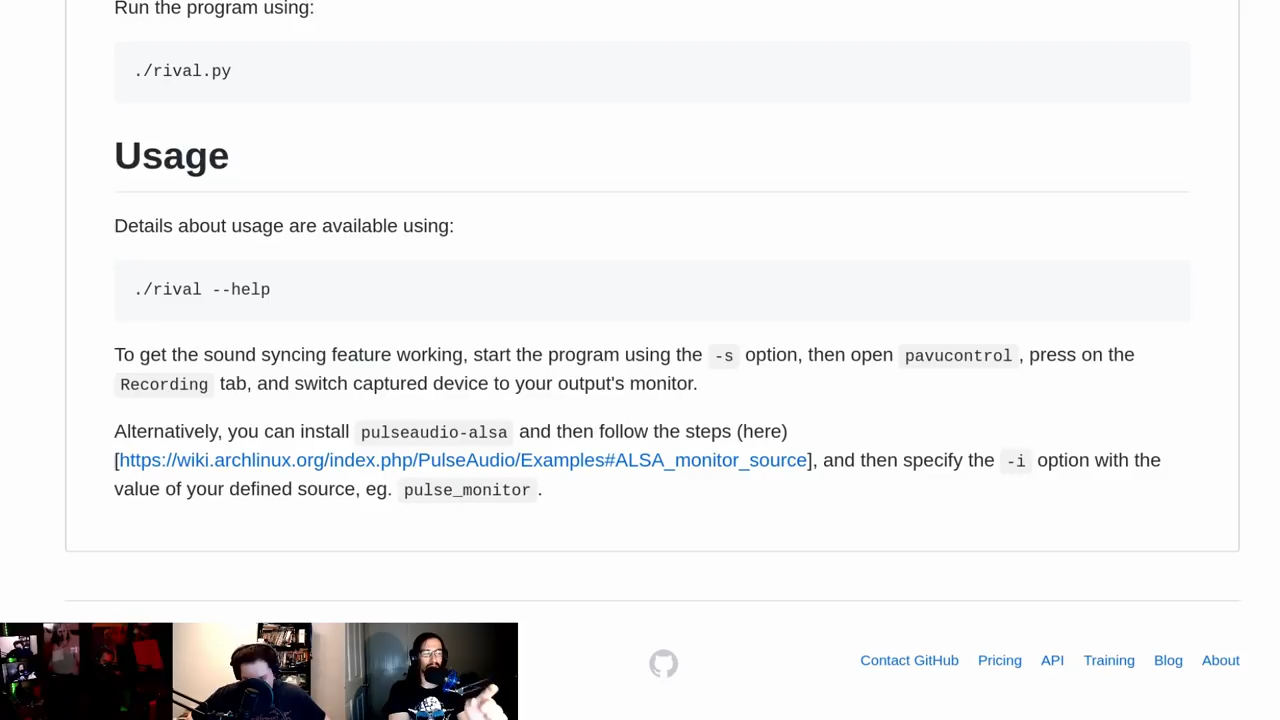 Run the program using:
./rival.py
Usage
Details about usage are available using:
./rival --help
To get the sound syncing feature working, start the program using the -s option, then open pavucontrol, press on the
Recording tab, and switch captured device to your output's monitor.
Alternatively, you can install pulseaudio-alsa and then follow the steps (here)
[https://wiki.archlinux.org/index.php/PulseAudio/Examples#ALSA_monitor_source], and then specify the -i option with the
value of your defined source, eg. pulse_monitor.
Contact GitHub Pricing API Training Blog About